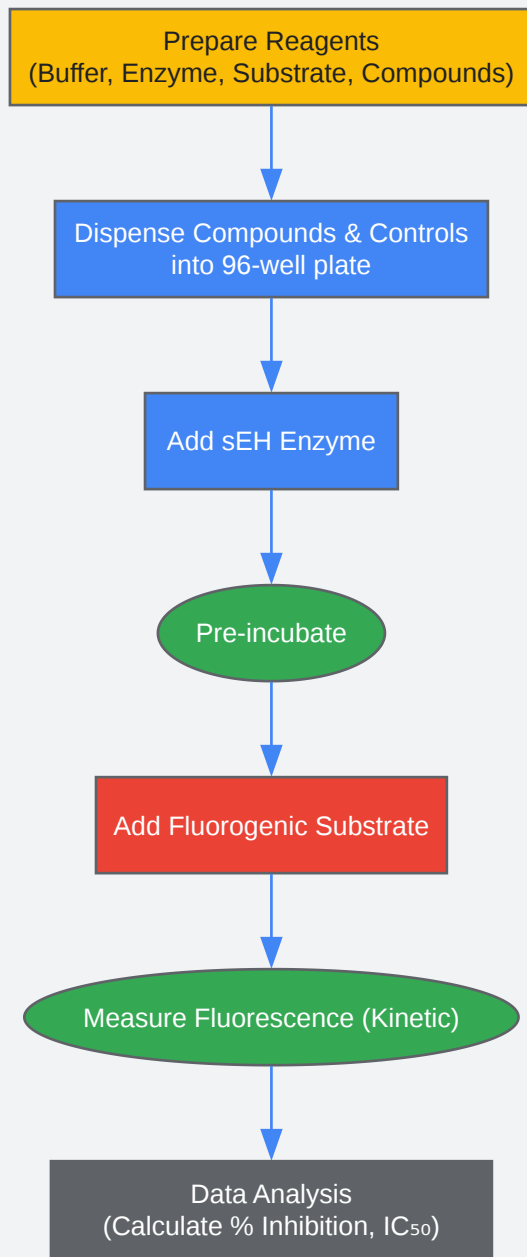 Prepare Reagents
(Buffer, Enzyme, Substrate, Compounds)
Dispense Compounds & Controls
into 96-well plate
Add sEH Enzyme
Pre-incubate
Add Fluorogenic Substrate
Measure Fluorescence (Kinetic)
Data Analysis
(Calculate % Inhibition, IC₅₀)